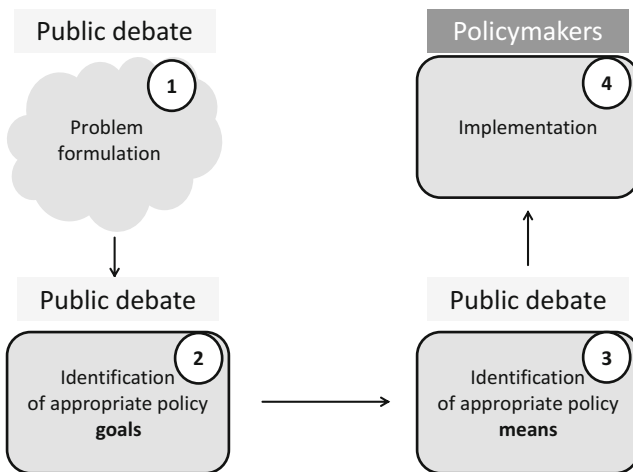 Public debate
1
Problem
formulation
Public debate
2
Identification
of appropriate policy
goals
Public debate
3
Identification
of appropriate policy
means
Policymakers
4
Implementation